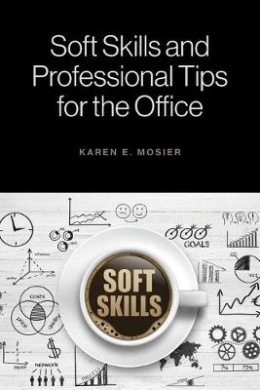 Soft Skills and
Professional Tips
for the Office
KAREN E. MOSIER
GOALS
SOFT
SKILLS
COSTS
NETWORK